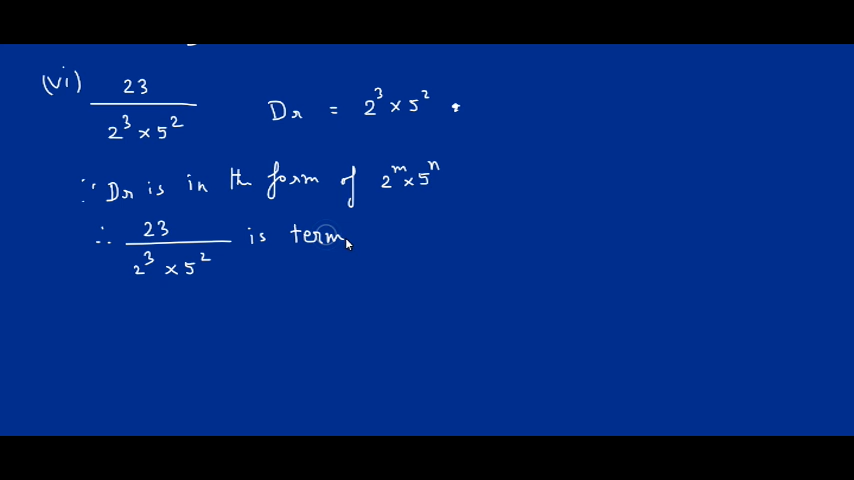 (vi) 23 / 2³ × 5² Dr = 2³ × 5² .
∵ Dr is in the form of 2ᵐ × 5ⁿ
∴ 23 / 2³ × 5² is term